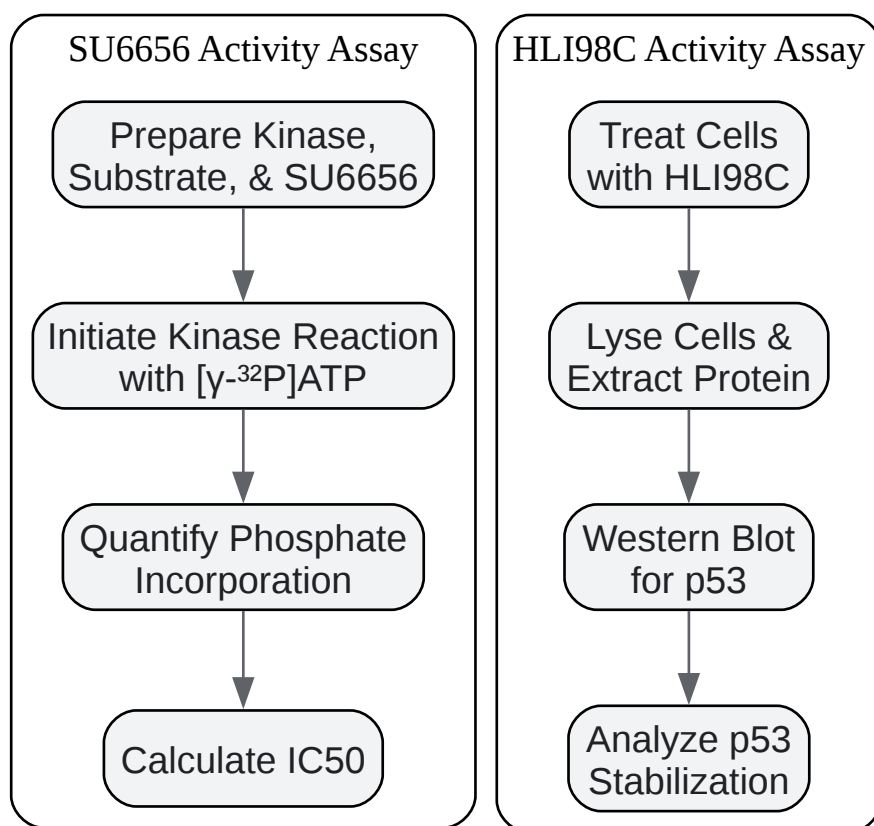 SU6656 Activity Assay
Prepare Kinase,
Substrate, & SU6656
Initiate Kinase Reaction
with [γ-³²P]ATP
Quantify Phosphate
Incorporation
Calculate IC50
HLI98C Activity Assay
Treat Cells
with HLI98C
Lyse Cells &
Extract Protein
Western Blot
for p53
Analyze p53
Stabilization